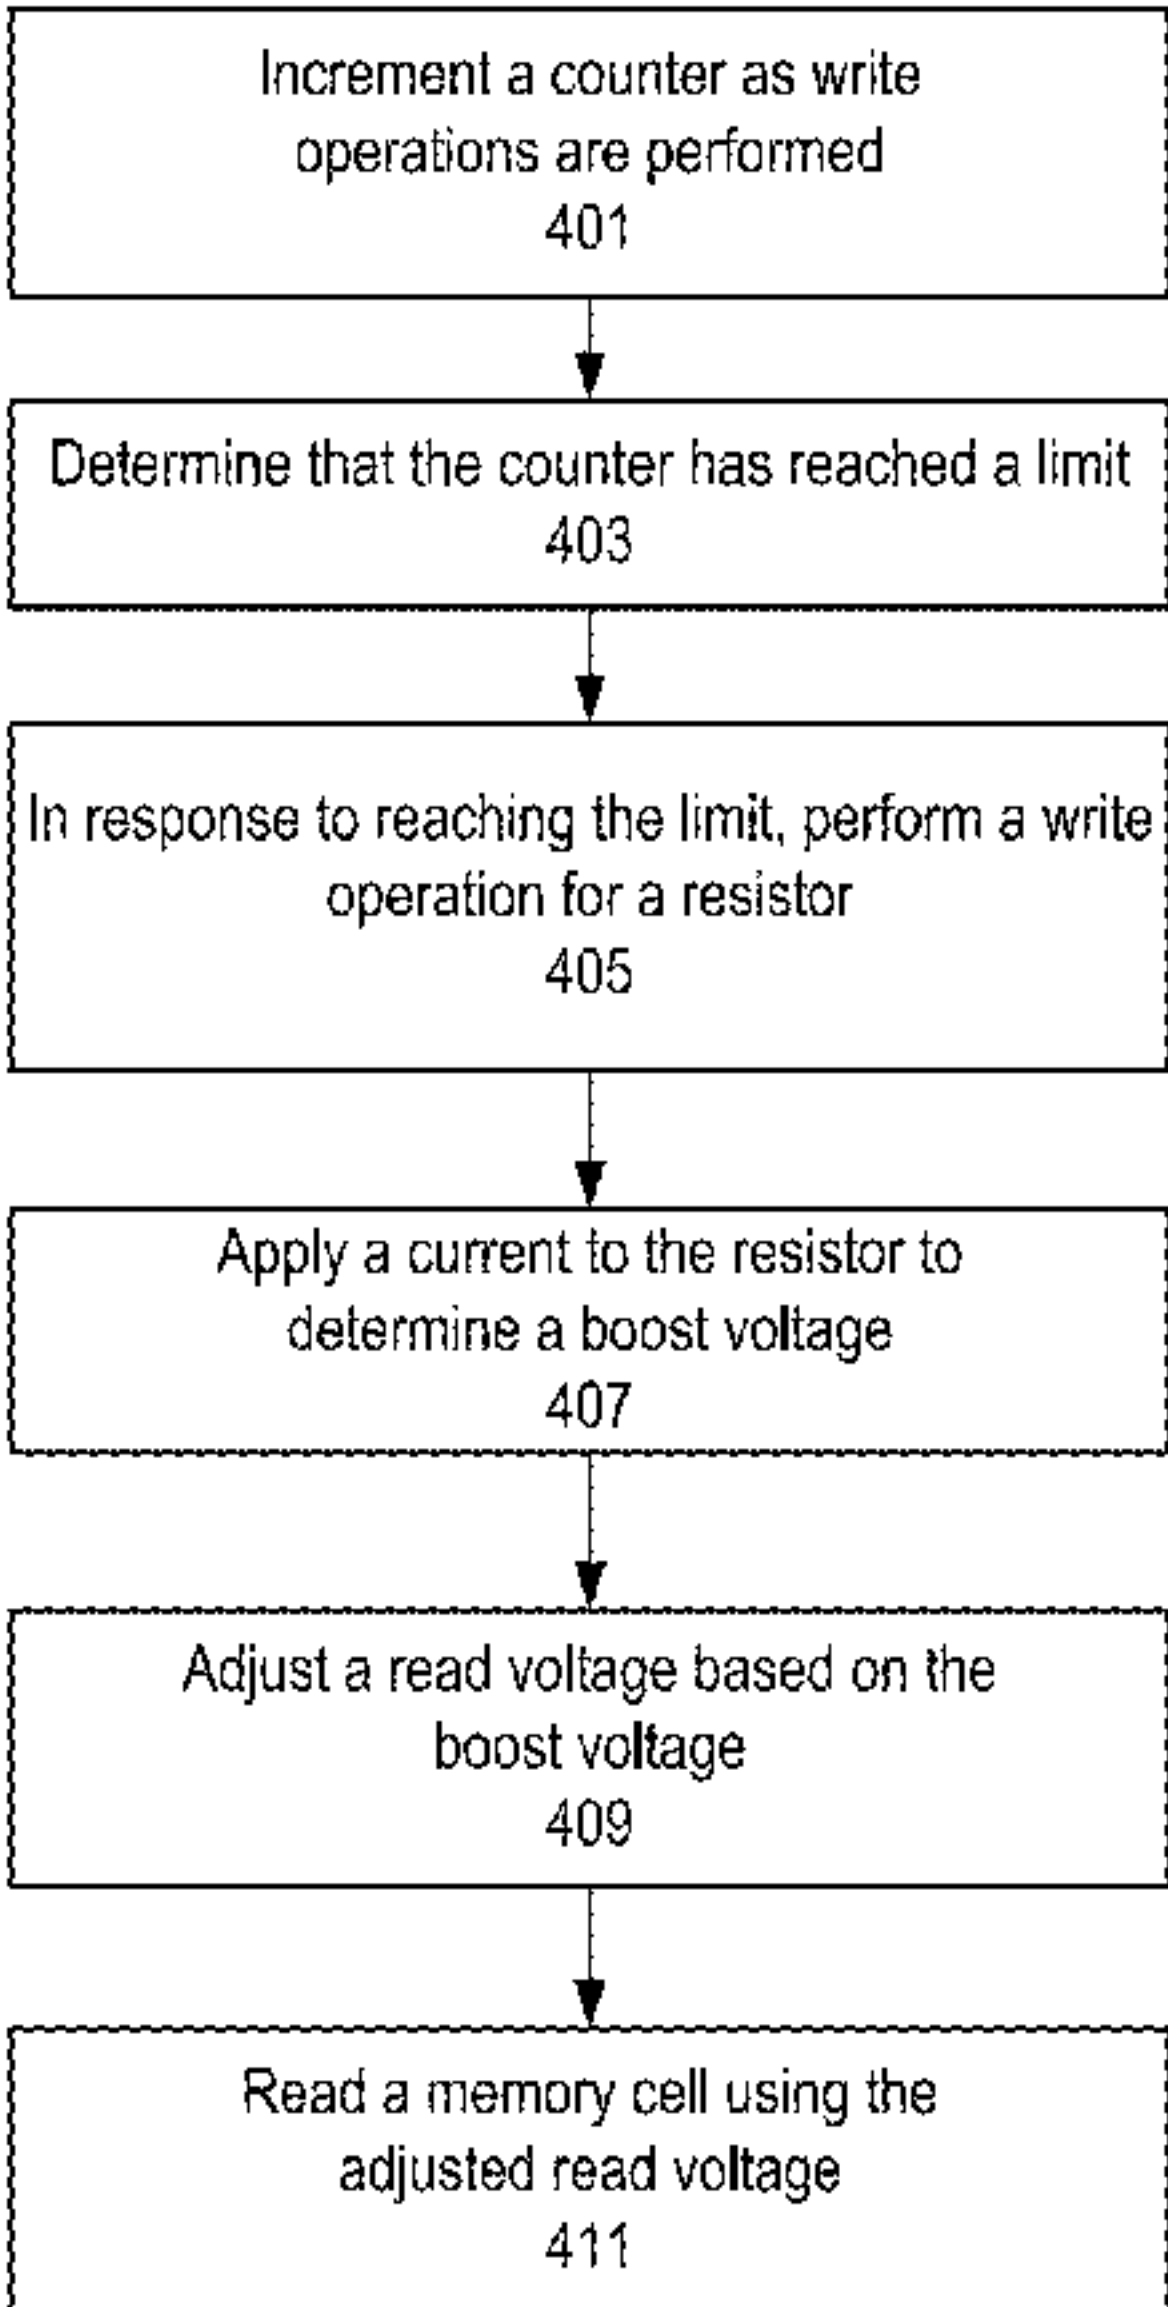 Increment a counter as write
operations are performed
401
Determine that the counter has reached a limit
403
In response to reaching the limit, perform a write
operation for a resistor
405
Apply a current to the resistor to
determine a boost voltage
407
Adjust a read voltage based on the
boost voltage
409
Read a memory cell using the
adjusted read voltage
411